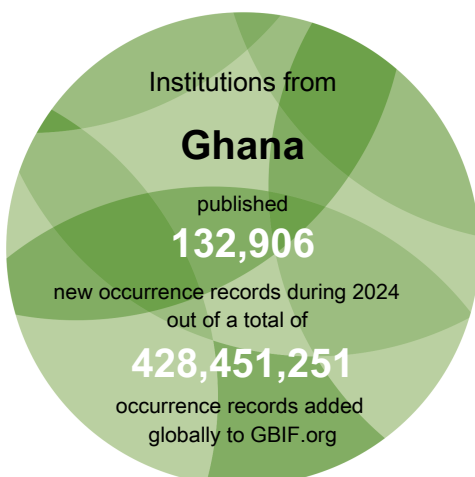 Institutions from
Ghana
published
132,906
new occurrence records during 2024
out of a total of
428,451,251
occurrence records added
globally to GBIF.org